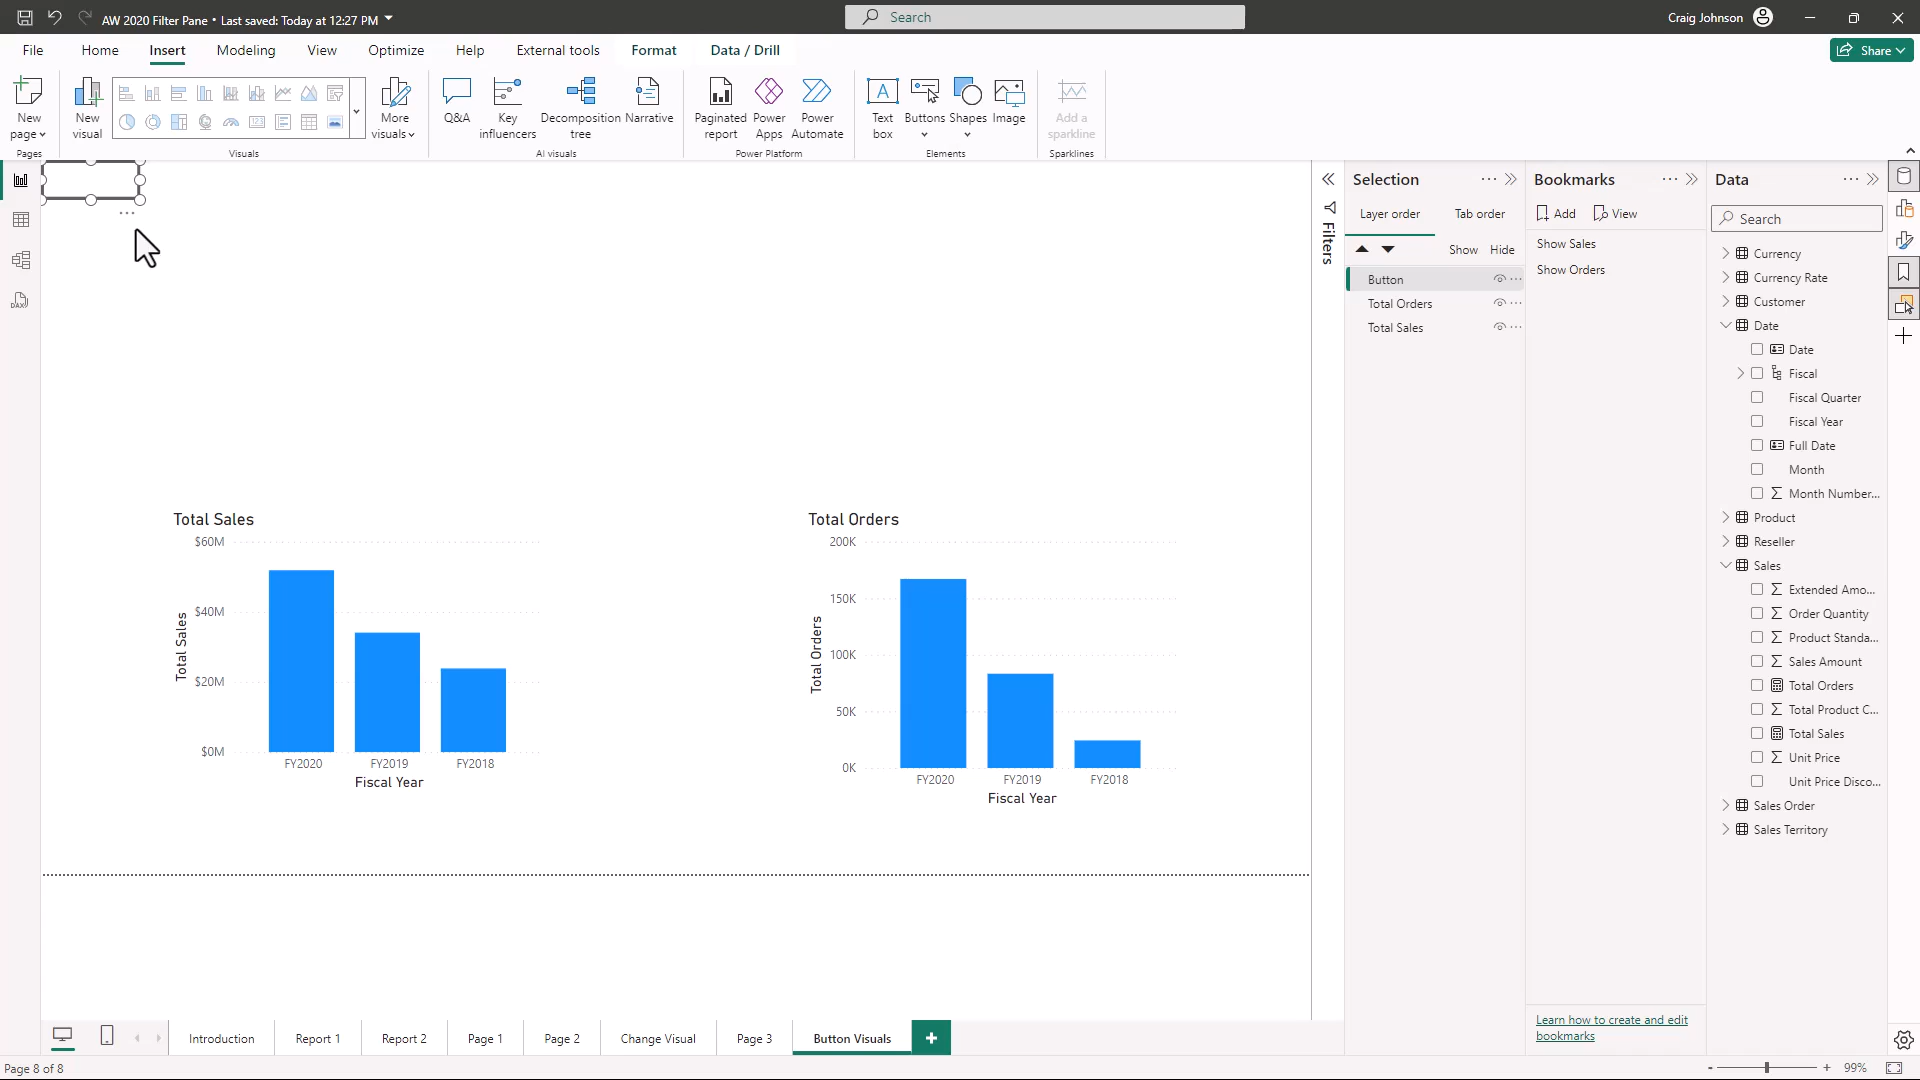 AW 2020 Filter Pane • Last saved: Today at 12:27 PM
Search
Craig Johnson
File
Home
Insert
Modeling
View
Optimize
Help
External tools
Format
Data / Drill
Share
New page
New visual
More visuals
Q&A
Key influencers
Decomposition tree
Narrative
Paginated report
Power Apps
Power Automate
Text box
Buttons
Shapes
Image
Add a sparkline
Pages
Visuals
AI visuals
Power Platform
Elements
Sparklines
Total Sales
$60M
$40M
$20M
$0M
Total Sales
FY2020
FY2019
FY2018
Fiscal Year
Total Orders
200K
150K
100K
50K
0K
Total Orders
FY2020
FY2019
FY2018
Fiscal Year
Filters
Selection
Layer order
Tab order
Show
Hide
Button
Total Orders
Total Sales
Bookmarks
Add
View
Show Sales
Show Orders
Learn how to create and edit
bookmarks
Data
Search
Currency
Currency Rate
Customer
Date
Date
Fiscal
Fiscal Quarter
Fiscal Year
Full Date
Month
Month Number...
Product
Reseller
Sales
Extended Amo...
Order Quantity
Product Standa...
Sales Amount
Total Orders
Total Product C...
Total Sales
Unit Price
Unit Price Disco...
Sales Order
Sales Territory
Introduction
Report 1
Report 2
Page 1
Page 2
Change Visual
Page 3
Button Visuals
Page 8 of 8
99%